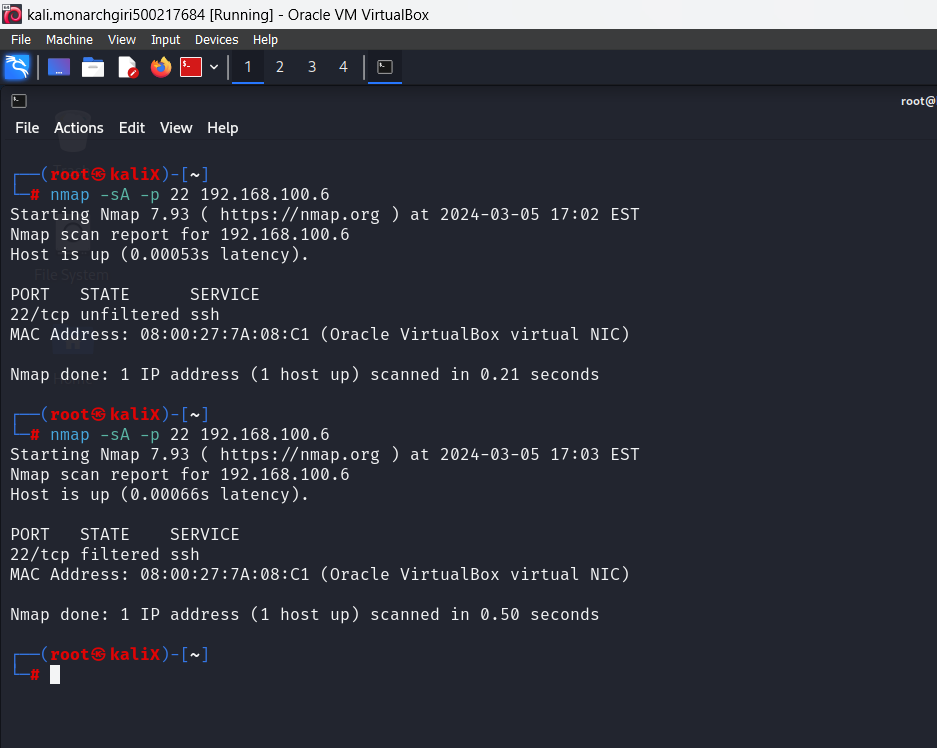 kali.monarchgiri500217684 [Running] - Oracle VM VirtualBox
File Machine View Input Devices Help
1 2 3 4
root@
File Actions Edit View Help
┌──(root㉿kaliX)-[~]
└─# nmap -sA -p 22 192.168.100.6
Starting Nmap 7.93 ( https://nmap.org ) at 2024-03-05 17:02 EST
Nmap scan report for 192.168.100.6
Host is up (0.00053s latency).
File System
PORT   STATE      SERVICE
22/tcp unfiltered ssh
MAC Address: 08:00:27:7A:08:C1 (Oracle VirtualBox virtual NIC)
Nmap done: 1 IP address (1 host up) scanned in 0.21 seconds
┌──(root㉿kaliX)-[~]
└─# nmap -sA -p 22 192.168.100.6
Starting Nmap 7.93 ( https://nmap.org ) at 2024-03-05 17:03 EST
Nmap scan report for 192.168.100.6
Host is up (0.00066s latency).
PORT   STATE    SERVICE
22/tcp filtered ssh
MAC Address: 08:00:27:7A:08:C1 (Oracle VirtualBox virtual NIC)
Nmap done: 1 IP address (1 host up) scanned in 0.50 seconds
┌──(root㉿kaliX)-[~]
└─#